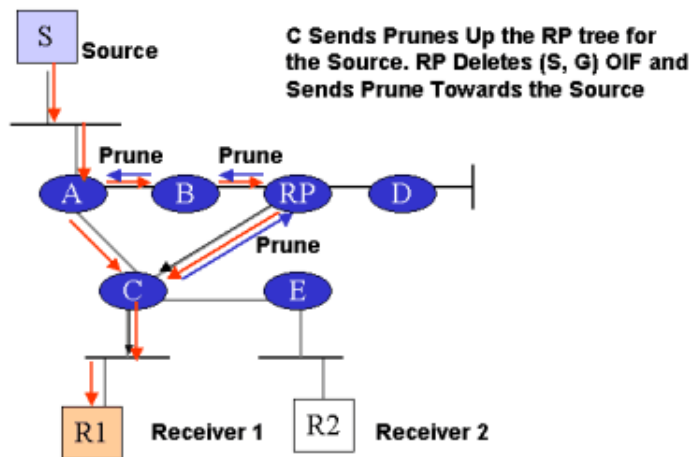 S
Source
C Sends Prunes Up the RP tree for
the Source. RP Deletes (S, G) OIF and
Sends Prune Towards the Source
Prune
Prune
A
B
RP
D
Prune
C
E
R1
Receiver 1
R2
Receiver 2